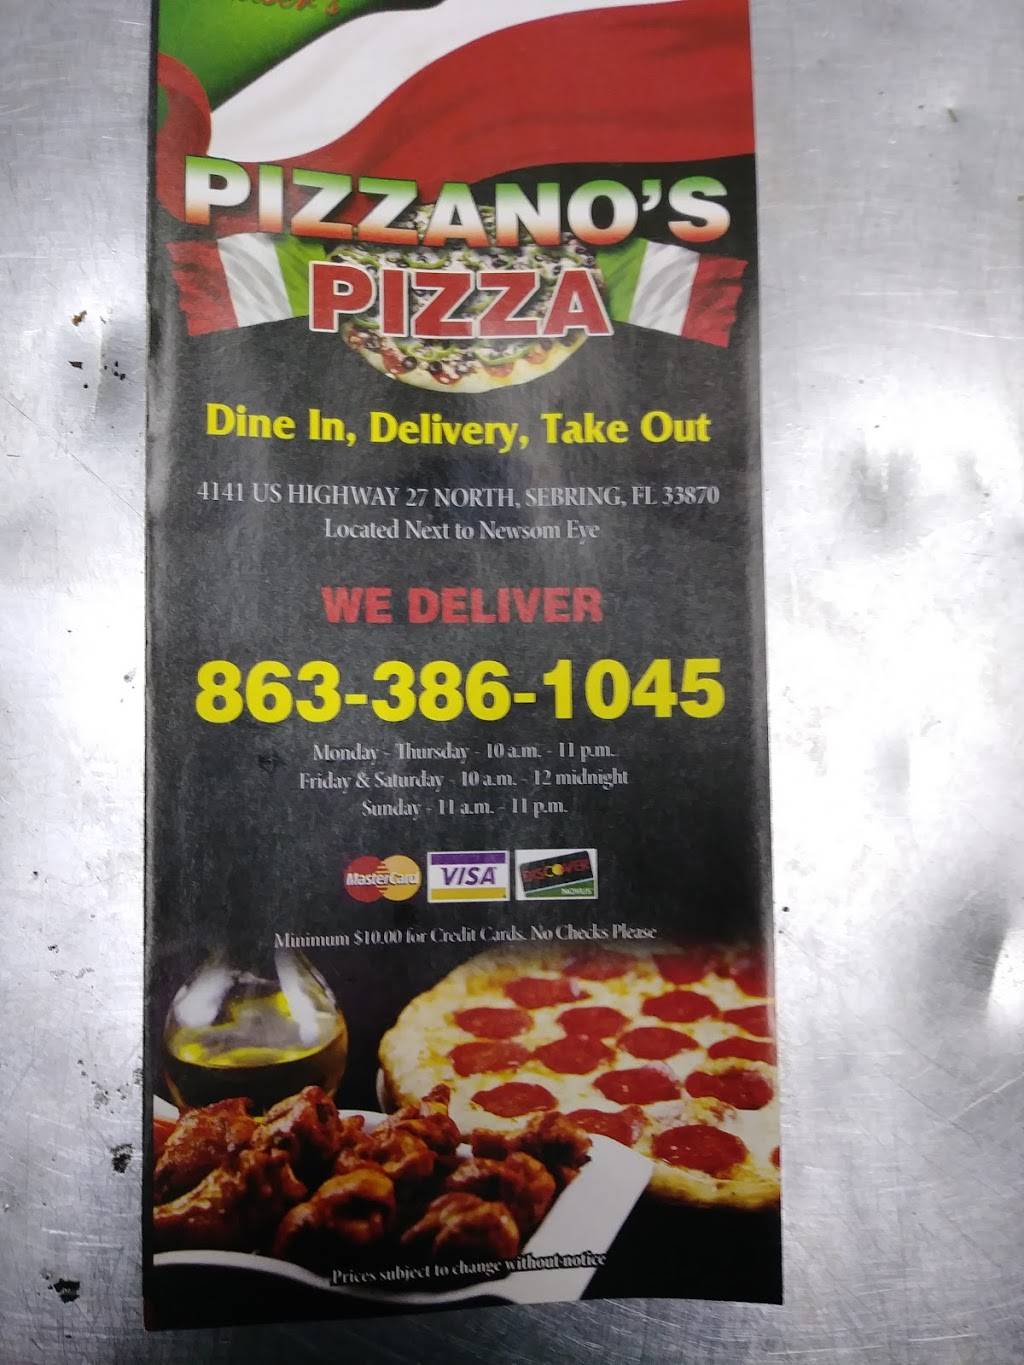 PIZZANO'S
PIZZA
Dine In, Delivery, Take Out
4141 US HIGHWAY 27 NORTH, SEBRING, FL 33870
Located Next to Newsom Eye
WE DELIVER
863-386-1045
Monday - Thursday - 10 a.m. - 11 p.m.
Friday & Saturday - 10 a.m. - 12 midnight
Sunday - 11 a.m. - 11 p.m.
MasterCard VISA DISCOVER
NOVUS
Minimum $10.00 for Credit Cards. No Checks Please
Prices subject to change without notice